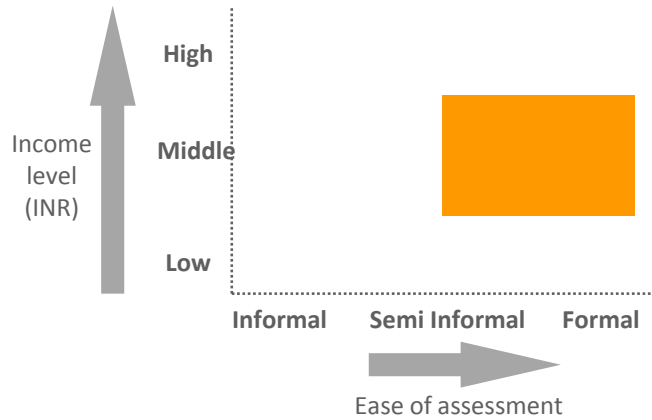 High
Income
level
(INR)
Middle
Low
Informal Semi Informal Formal
Ease of assessment